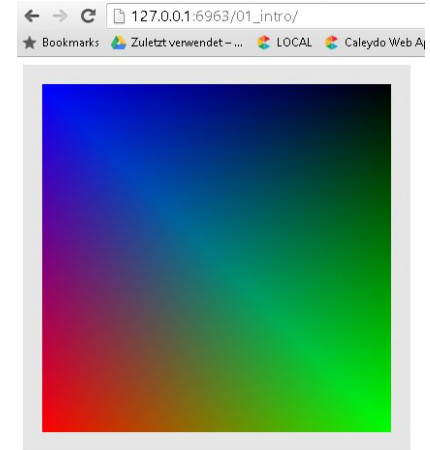 127.0.0.1:6963/01_intro/
Bookmarks Zuletzt verwendet – ... LOCAL Caleydo Web Ap